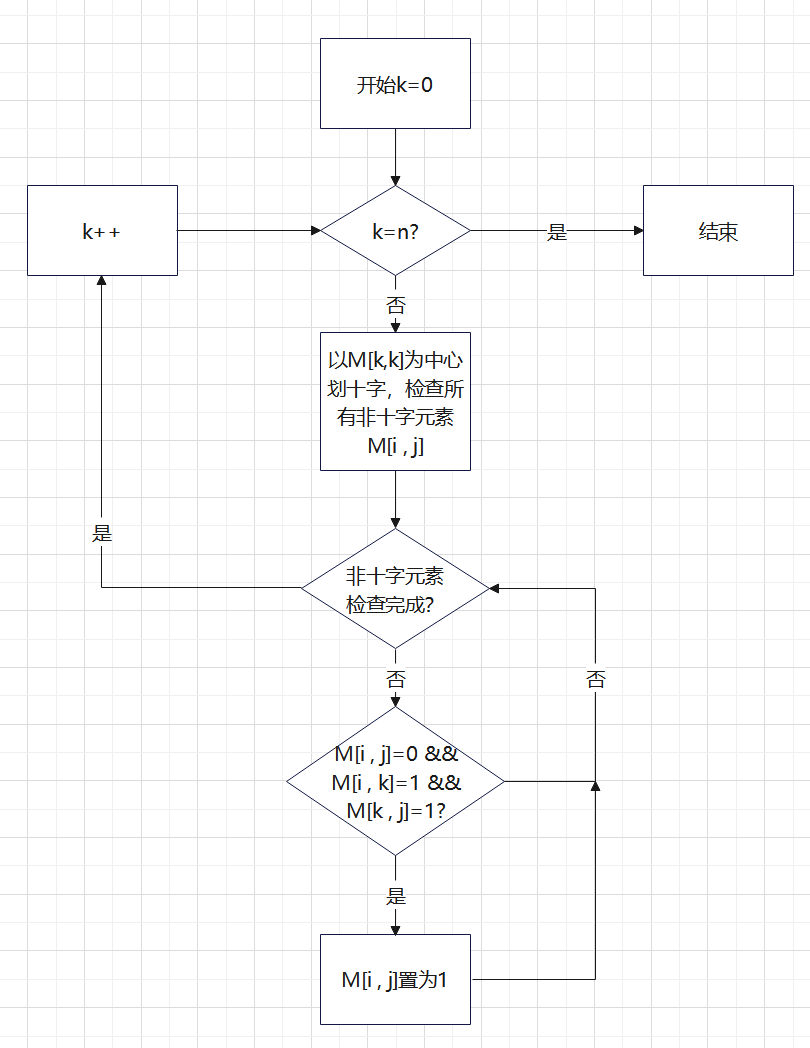 开始k=0
k++
k=n?
是
结束
否
以M[k,k]为中心
划十字，检查所
有非十字元素
M[i , j]
是
非十字元素
检查完成?
否
否
M[i , j]=0 &&
M[i , k]=1 &&
M[k , j]=1?
是
M[i , j]置为1